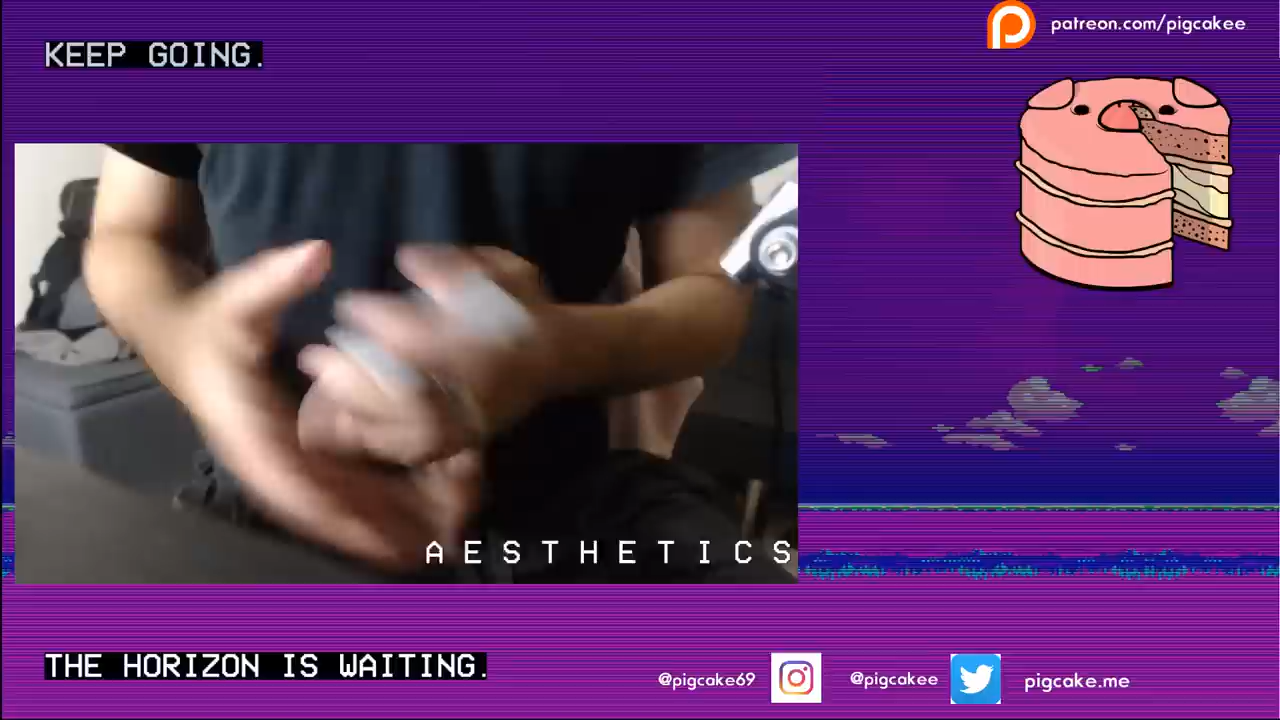 KEEP GOING.
patreon.com/pigcakee
A E S T H E T I C S
THE HORIZON IS WAITING.
@pigcake69
@pigcakee
pigcake.me